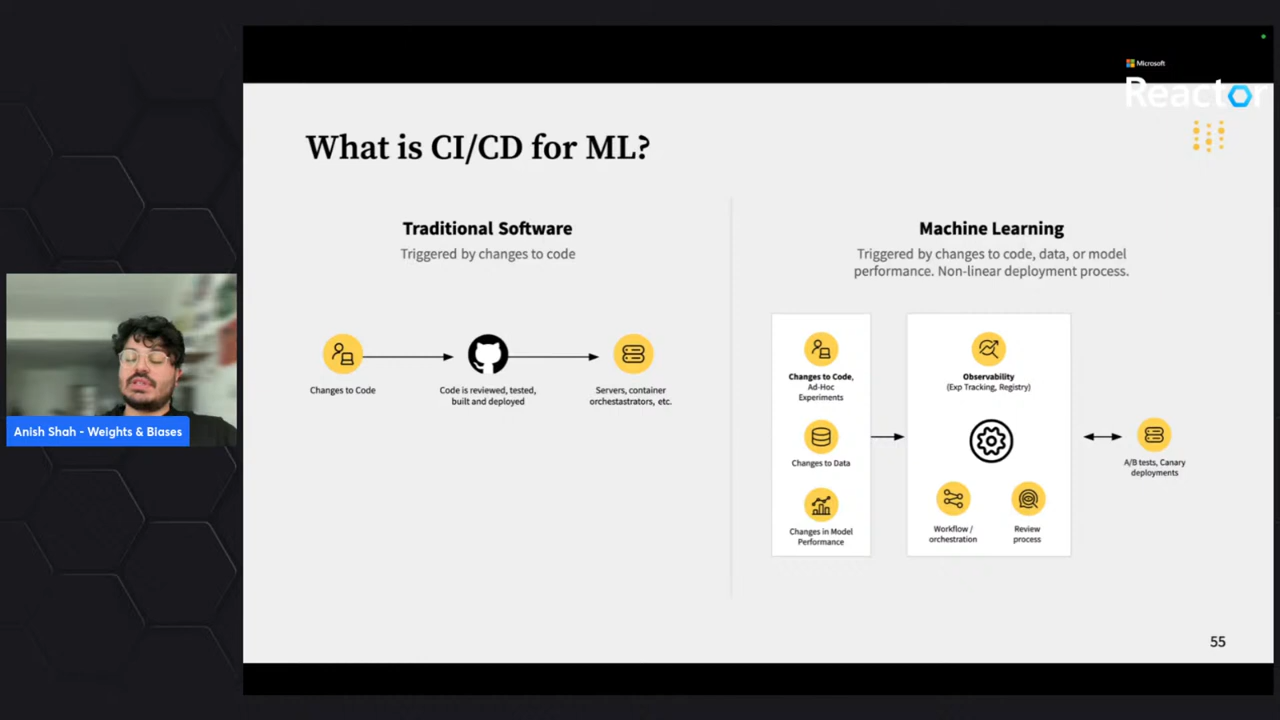 Microsoft
Reactor
What is CI/CD for ML?
Traditional Software
Triggered by changes to code
Changes to Code
Code is reviewed, tested,
built and deployed
Servers, container
orchestastrators, etc.
Machine Learning
Triggered by changes to code, data, or model
performance. Non-linear deployment process.
Changes to Code,
Ad-Hoc
Experiments
Changes to Data
Changes in Model
Performance
Observability
(Exp Tracking, Registry)
Workflow /
orchestration
Review
process
A/B tests, Canary
deployments
Anish Shah - Weights & Biases
55